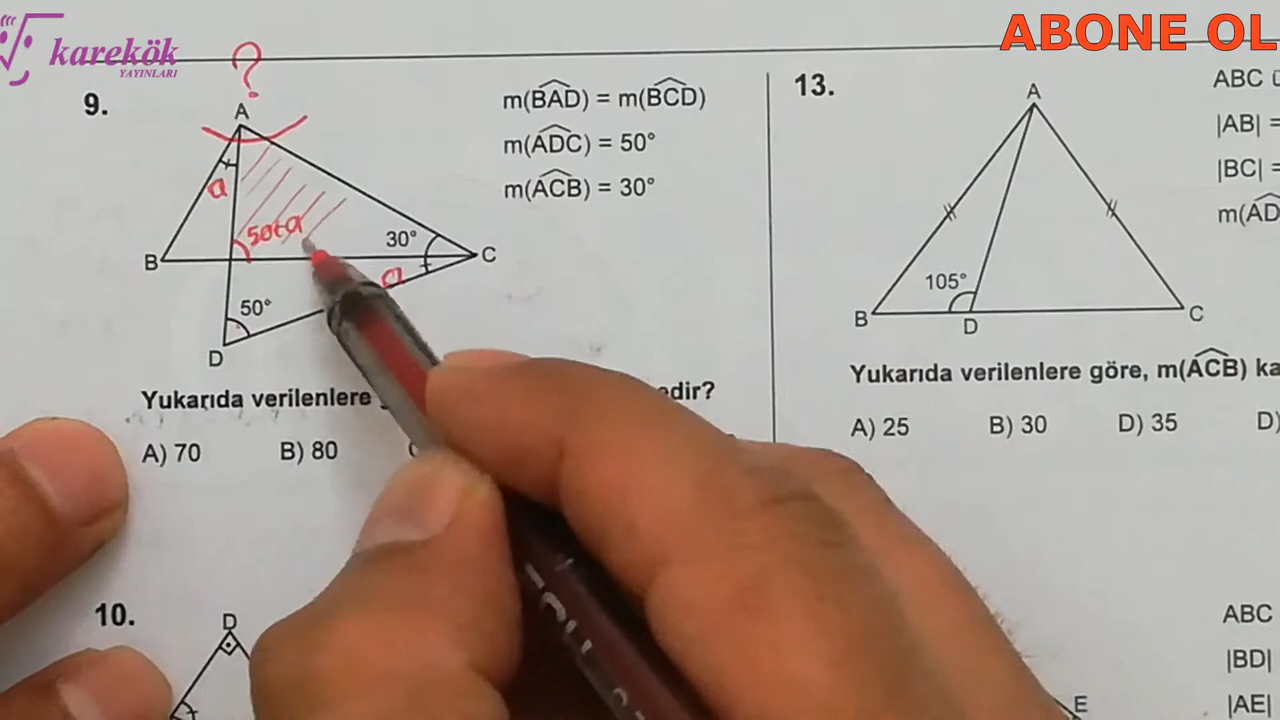 karekök
YAYINLARI
ABONE OL
?
9.
A
a
50+a
30°
B
C
a
50°
D
m(BAD) = m(BCD)
m(ADC) = 50°
m(ACB) = 30°
Yukarıda verilenlere
edir?
A) 70
B) 80
13.
A
105°
B
D
C
ABC
|AB| =
|BC| =
m(AD
Yukarıda verilenlere göre, m(ACB)
A) 25
B) 30
D) 35
D)
10.
D
E
ABC
|BD|
|AE|